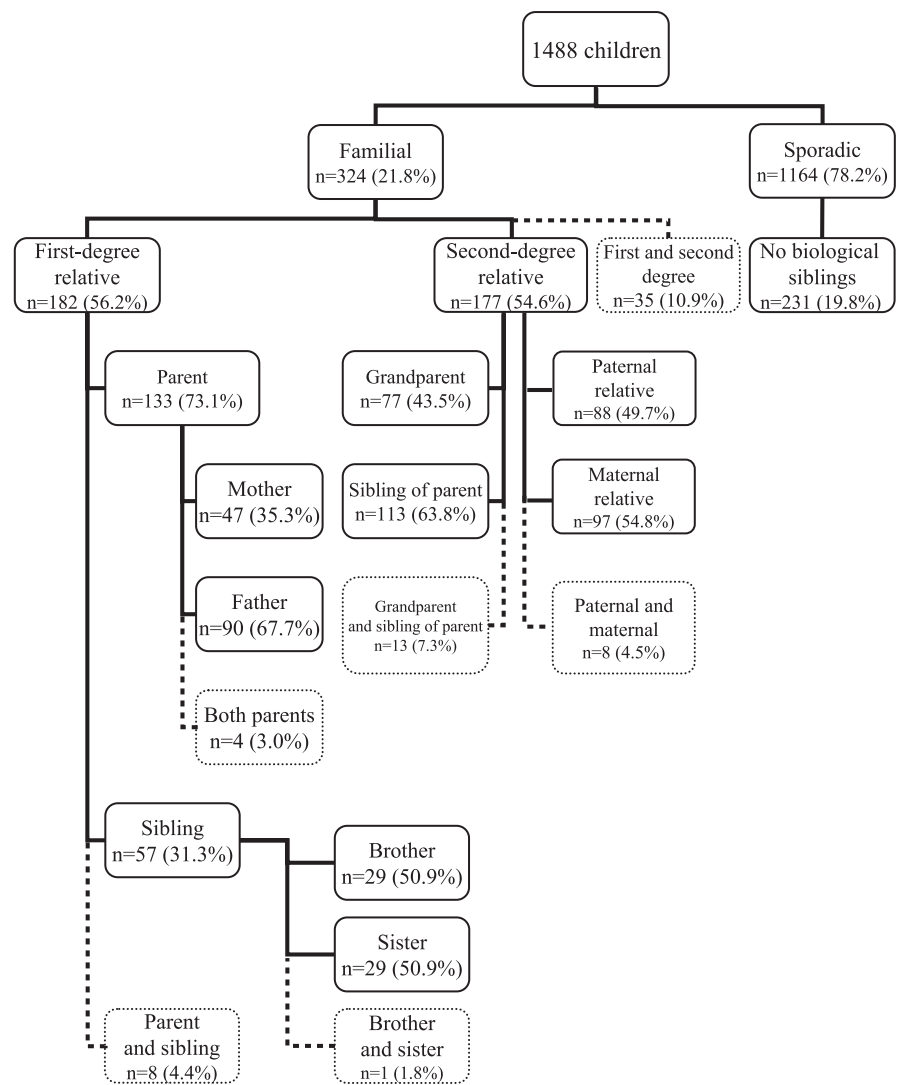 1488 children
Familial
n=324 (21.8%)
Sporadic
n=1164 (78.2%)
First-degree
relative
n=182 (56.2%)
Second-degree
relative
n=177 (54.6%)
First and second
degree
n=35 (10.9%)
No biological
siblings
n=231 (19.8%)
Parent
n=133 (73.1%)
Grandparent
n=77 (43.5%)
Paternal
relative
n=88 (49.7%)
Mother
n=47 (35.3%)
Sibling of parent
n=113 (63.8%)
Maternal
relative
n=97 (54.8%)
Father
n=90 (67.7%)
Grandparent
and sibling of parent
n=13 (7.3%)
Paternal and
maternal
n=8 (4.5%)
Both parents
n=4 (3.0%)
Sibling
n=57 (31.3%)
Brother
n=29 (50.9%)
Sister
n=29 (50.9%)
Parent
and sibling
n=8 (4.4%)
Brother
and sister
n=1 (1.8%)